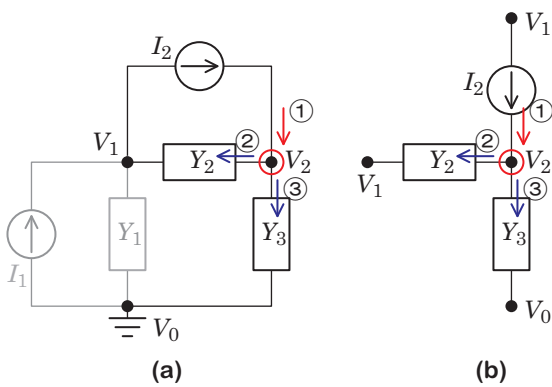 I₂
①
V₁
②
Y₂
V₂
③
I₁
Y₁
Y₃
V₀
(a)
V₁
I₂
①
②
Y₂
V₂
V₁
③
Y₃
V₀
(b)